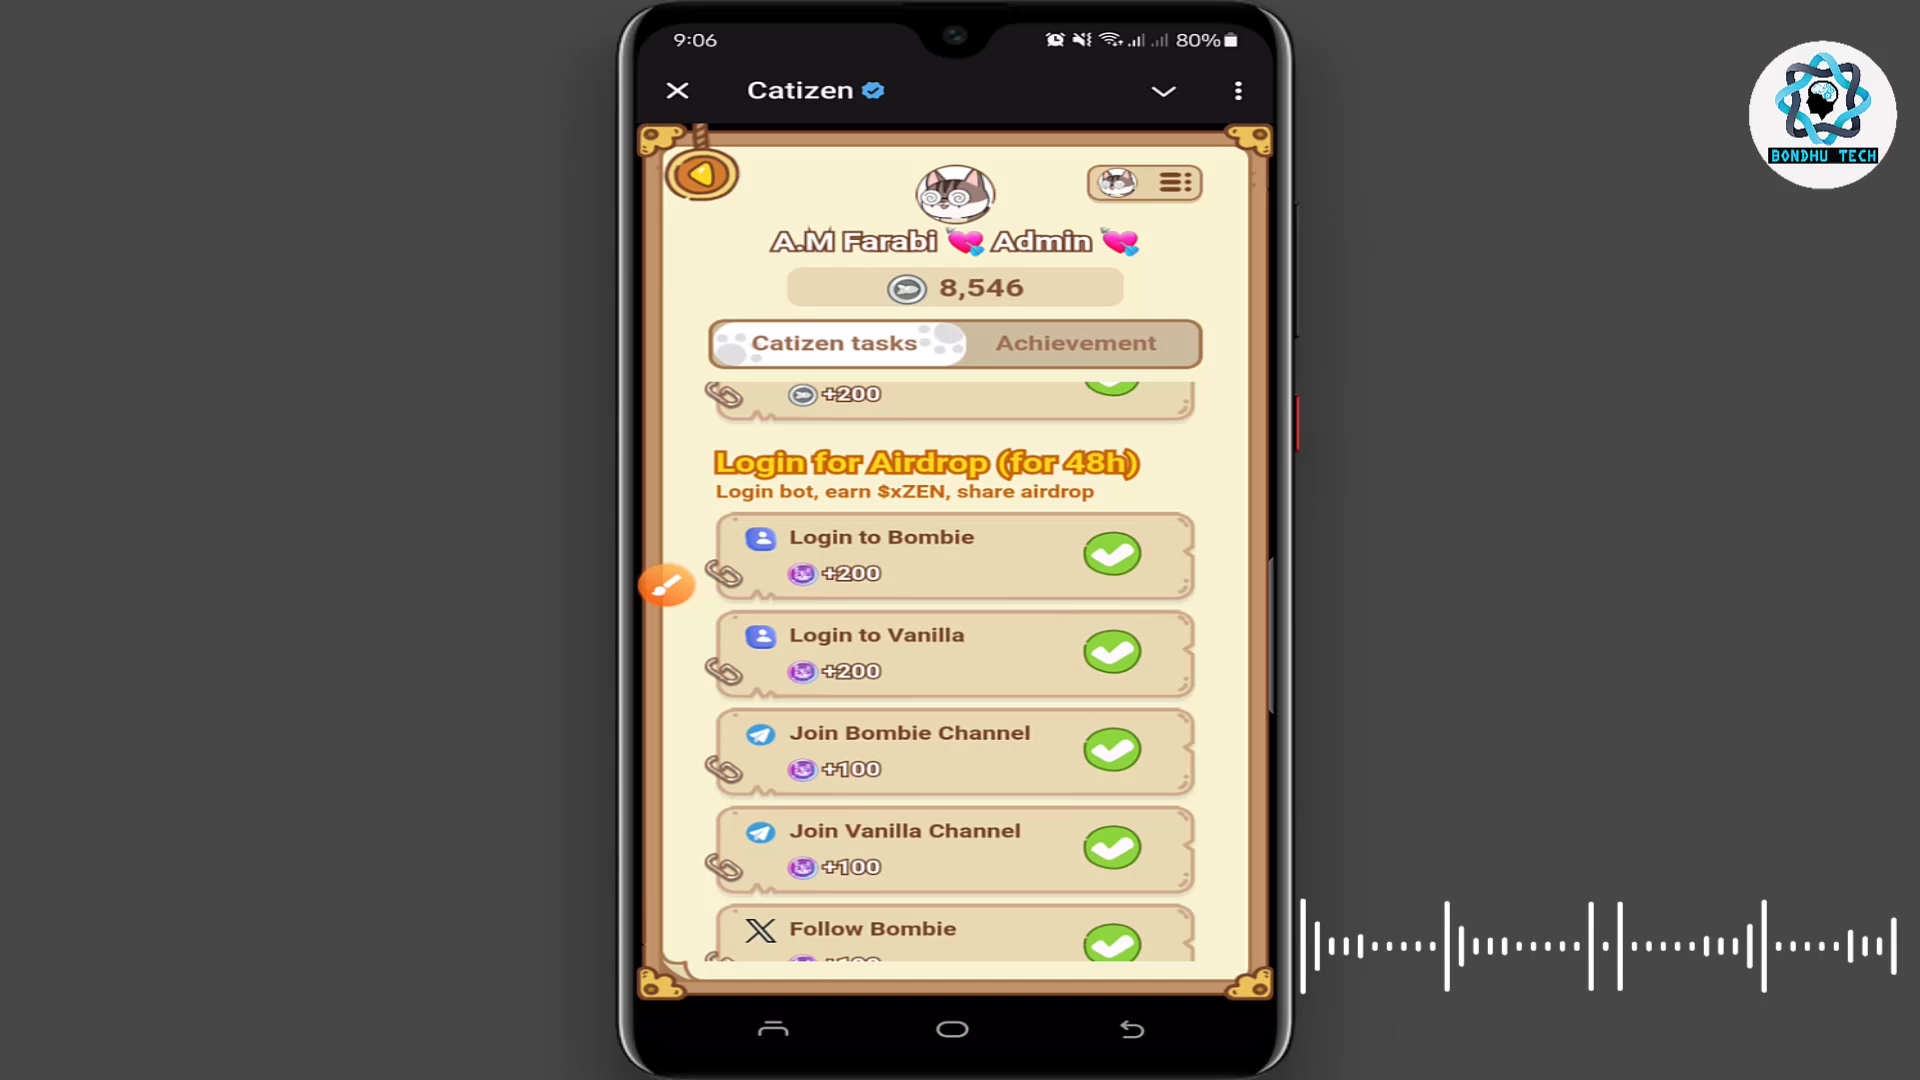 9:06
80%
Catizen
BONDHU TECH
A.M Farabi 💘 Admin 💘
8,546
Catizen tasks
Achievement
+200
Login for Airdrop (for 48h)
Login bot, earn $xZEN, share airdrop
Login to Bombie
+200
Login to Vanilla
+200
Join Bombie Channel
+100
Join Vanilla Channel
+100
Follow Bombie